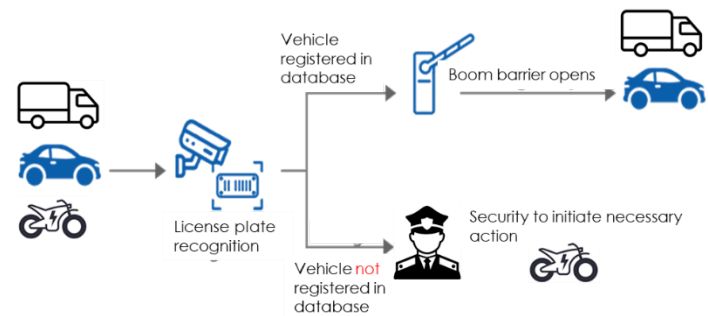 Vehicle
registered in
database
Boom barrier opens
License plate
recognition
Security to initiate necessary
action
Vehicle not
registered in
database